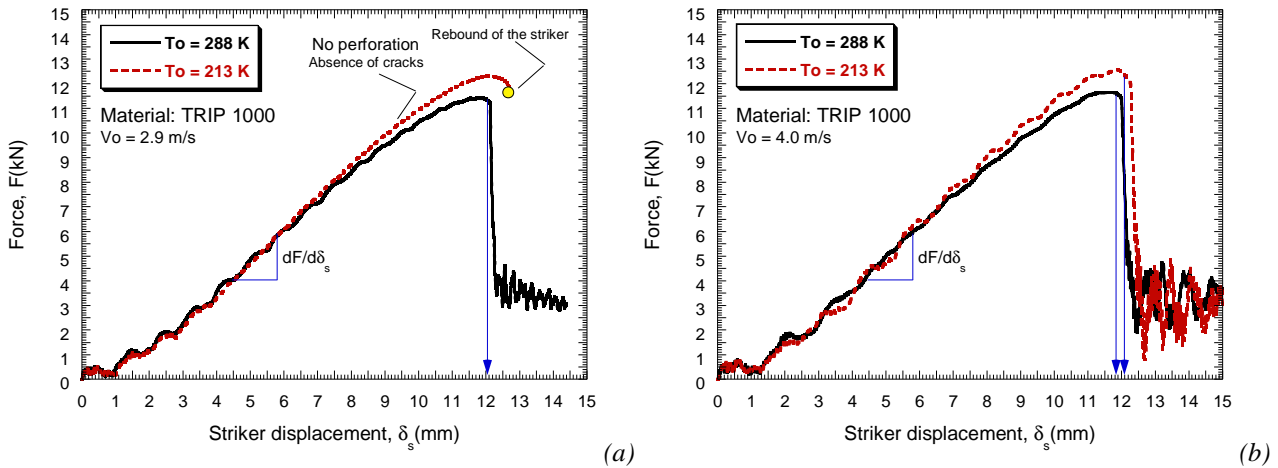 15
14
13
12
11
10
9
8
7
6
5
4
3
2
1
0
Force, F(kN)
To = 288 K
To = 213 K
Material: TRIP 1000
Vo = 2.9 m/s
No perforation
Absence of cracks
Rebound of the striker
dF/dδs
0 1 2 3 4 5 6 7 8 9 10 11 12 13 14 15
Striker displacement, δs(mm)
(a)
15
14
13
12
11
10
9
8
7
6
5
4
3
2
1
0
Force, F(kN)
To = 288 K
To = 213 K
Material: TRIP 1000
Vo = 4.0 m/s
dF/dδs
0 1 2 3 4 5 6 7 8 9 10 11 12 13 14 15
Striker displacement, δs(mm)
(b)